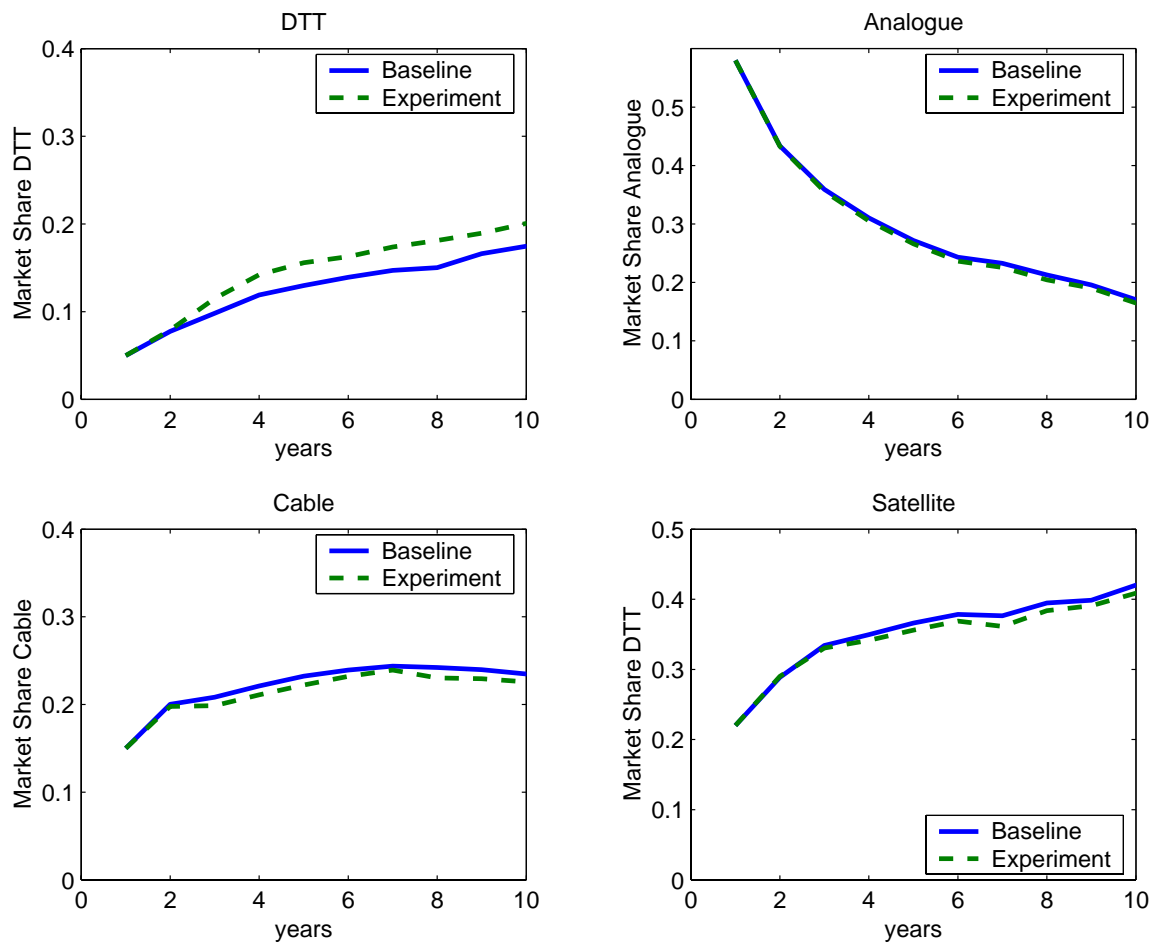 DTT
0.4
0.3
0.2
0.1
0
Market Share DTT
Baseline
Experiment
0 2 4 6 8 10
years
Analogue
0.5
0.4
0.3
0.2
0.1
0
Market Share Analogue
Baseline
Experiment
0 2 4 6 8 10
years
Cable
0.4
0.3
0.2
0.1
0
Market Share Cable
Baseline
Experiment
0 2 4 6 8 10
years
Satellite
0.5
0.4
0.3
0.2
0.1
0
Market Share DTT
Baseline
Experiment
0 2 4 6 8 10
years